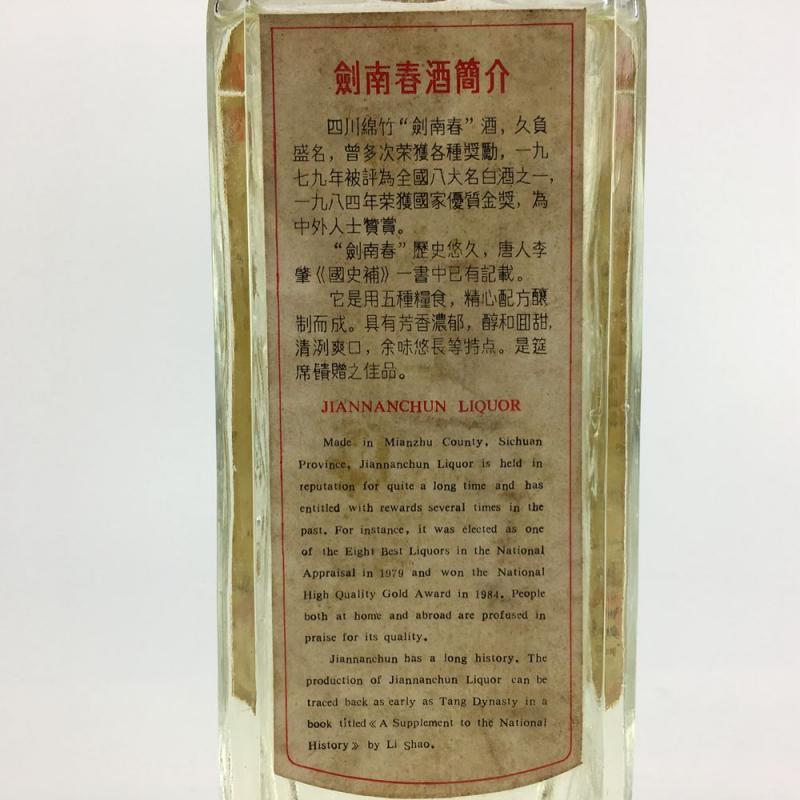 劍南春酒簡介
四川綿竹“劍南春”酒，久負
盛名，曾多次荣獲各種獎勵，一九
七九年被評為全國八大名白酒之一，
一九八四年荣獲國家優質金獎，為
中外人士贊賞。
“劍南春”歷史悠久，唐人李
肇《國史補》一書中已有記載。
它是用五種糧食，精心配方釀
制而成。具有芳香濃郁，醇和回甜，
清洌爽口，余味悠長等特点。是筵
席饋贈之佳品。
JIANNANCHUN LIQUOR
Made in Mianzhu County, Sichuan
Province, Jiannanchun Liquor is held in
reputation for quite a long time and has
entitled with rewards several times in the
past. For instance, it was elected as one
of the Eight Best Liquors in the National
Appraisal in 1979 and won the National
High Quality Gold Award in 1984. People
both at home and abroad are profused in
praise for its quality.
Jiannanchun has a long history. The
production of Jiannanchun Liquor can be
traced back as early as Tang Dynasty in a
book titled《A Supplement to the National
History》by Li Shao.